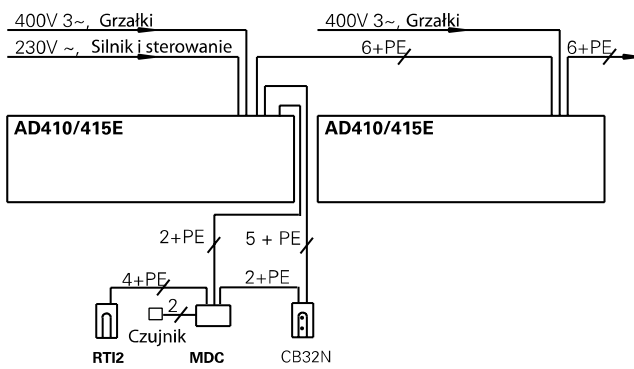 400V 3~, Grzałki
400V 3~, Grzałki
230V ~, Silnik i sterowanie
6+PE
6+PE
AD410/415E
AD410/415E
2+PE
5 + PE
4+PE
2+PE
2
Czujnik
RTI2
MDC
CB32N